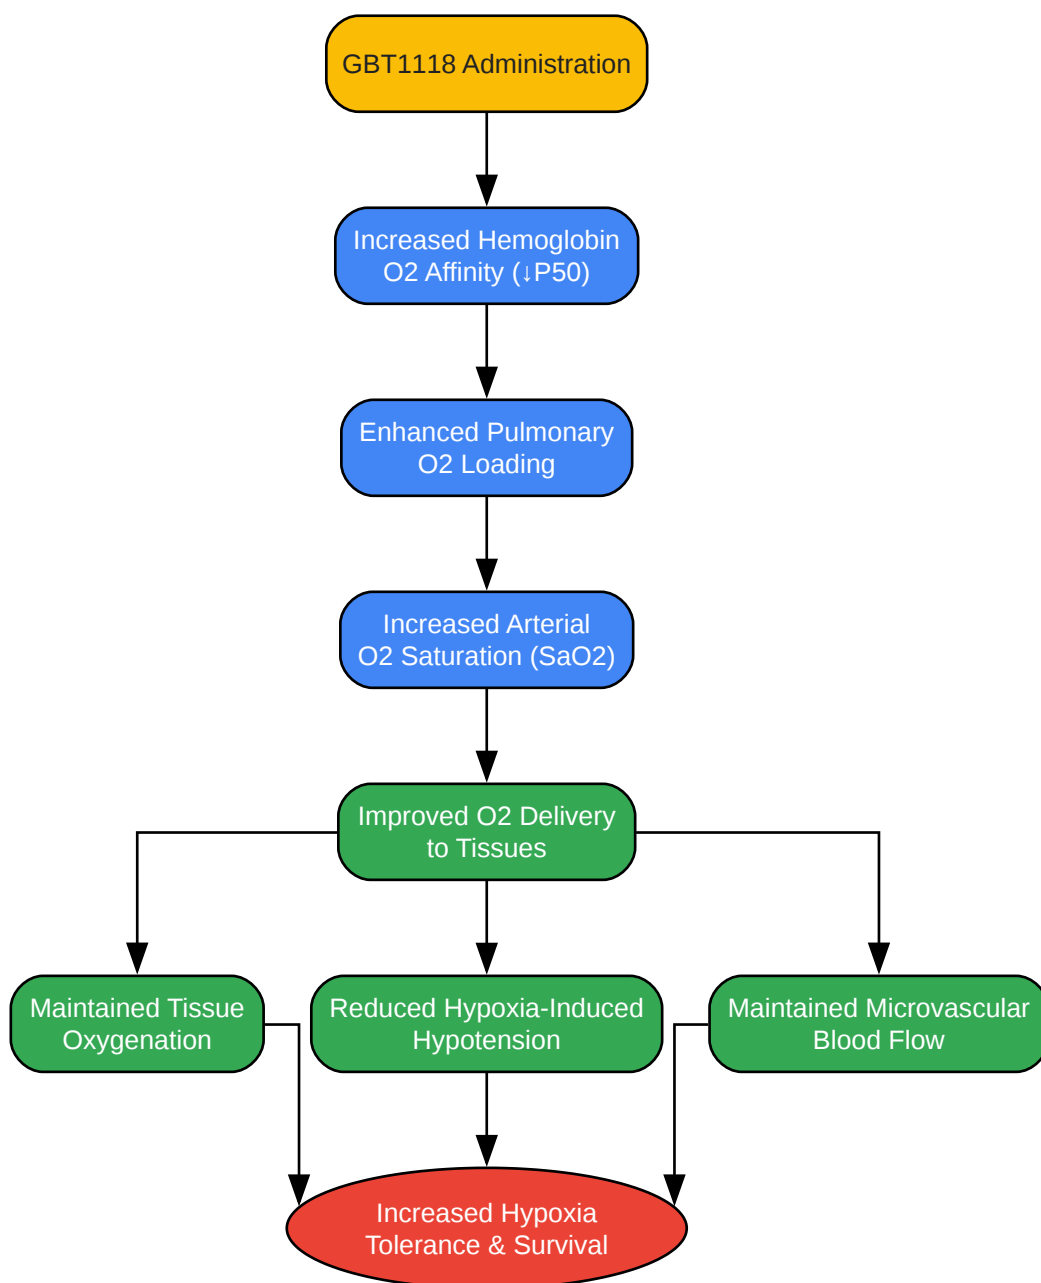 GBT1118 Administration
Increased Hemoglobin
O2 Affinity (↓P50)
Enhanced Pulmonary
O2 Loading
Increased Arterial
O2 Saturation (SaO2)
Improved O2 Delivery
to Tissues
Maintained Tissue
Oxygenation
Reduced Hypoxia-Induced
Hypotension
Maintained Microvascular
Blood Flow
Increased Hypoxia
Tolerance & Survival